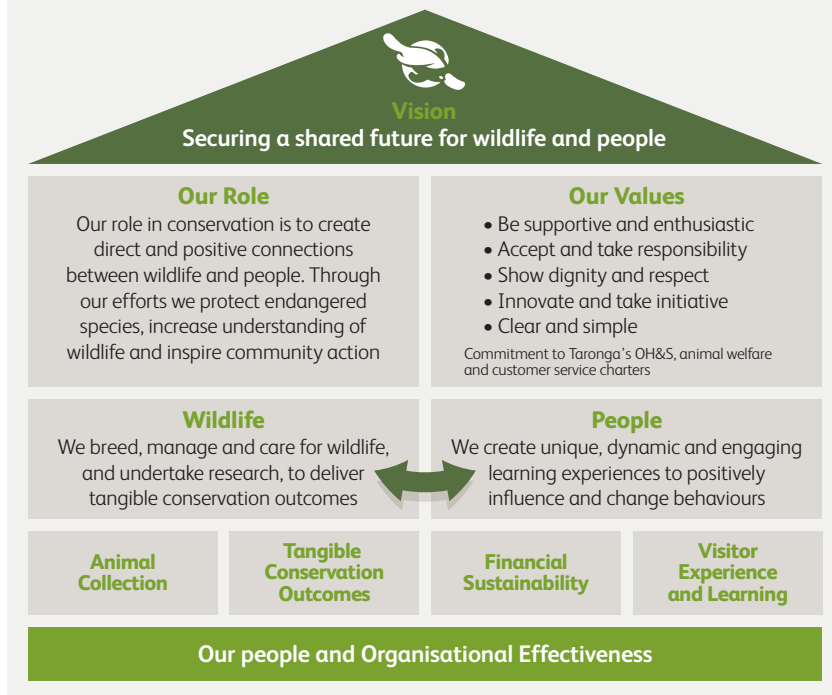 Vision
Securing a shared future for wildlife and people
Our Role
Our role in conservation is to create
direct and positive connections
between wildlife and people. Through
our efforts we protect endangered
species, increase understanding of
wildlife and inspire community action
Our Values
• Be supportive and enthusiastic
• Accept and take responsibility
• Show dignity and respect
• Innovate and take initiative
• Clear and simple
Commitment to Taronga's OH&S, animal welfare
and customer service charters
Wildlife
We breed, manage and care for wildlife,
and undertake research, to deliver
tangible conservation outcomes
People
We create unique, dynamic and engaging
learning experiences to positively
influence and change behaviours
Animal
Collection
Tangible
Conservation
Outcomes
Financial
Sustainability
Visitor
Experience
and Learning
Our people and Organisational Effectiveness